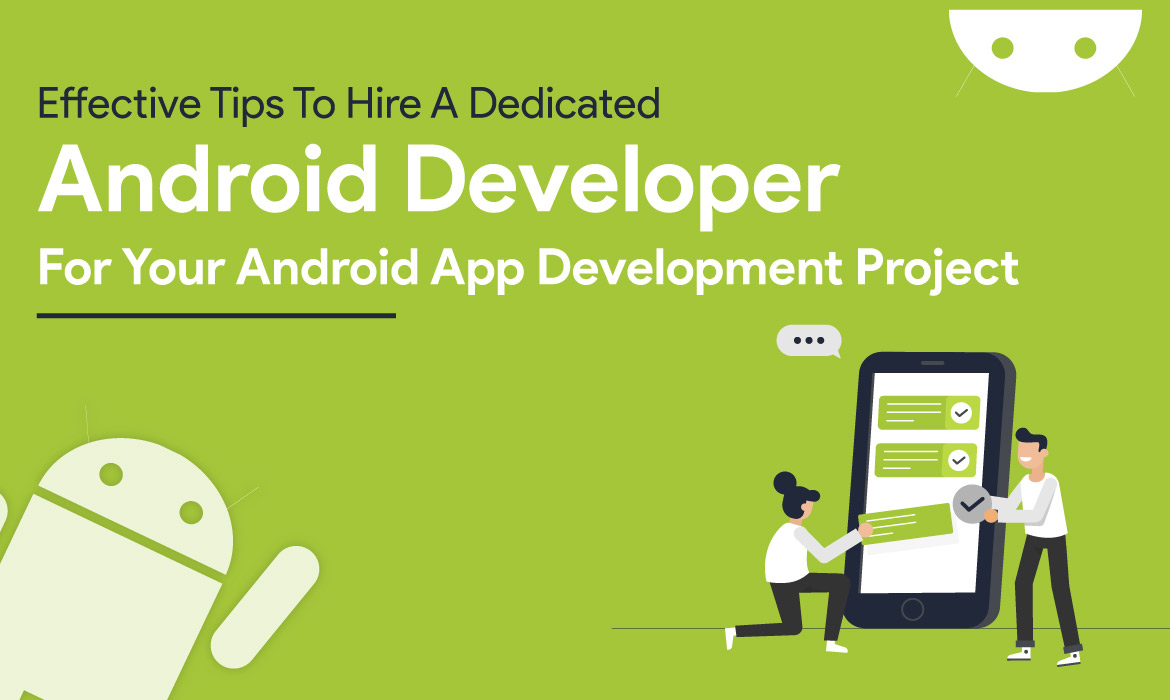 Effective Tips To Hire A Dedicated
Android Developer
For Your Android App Development Project